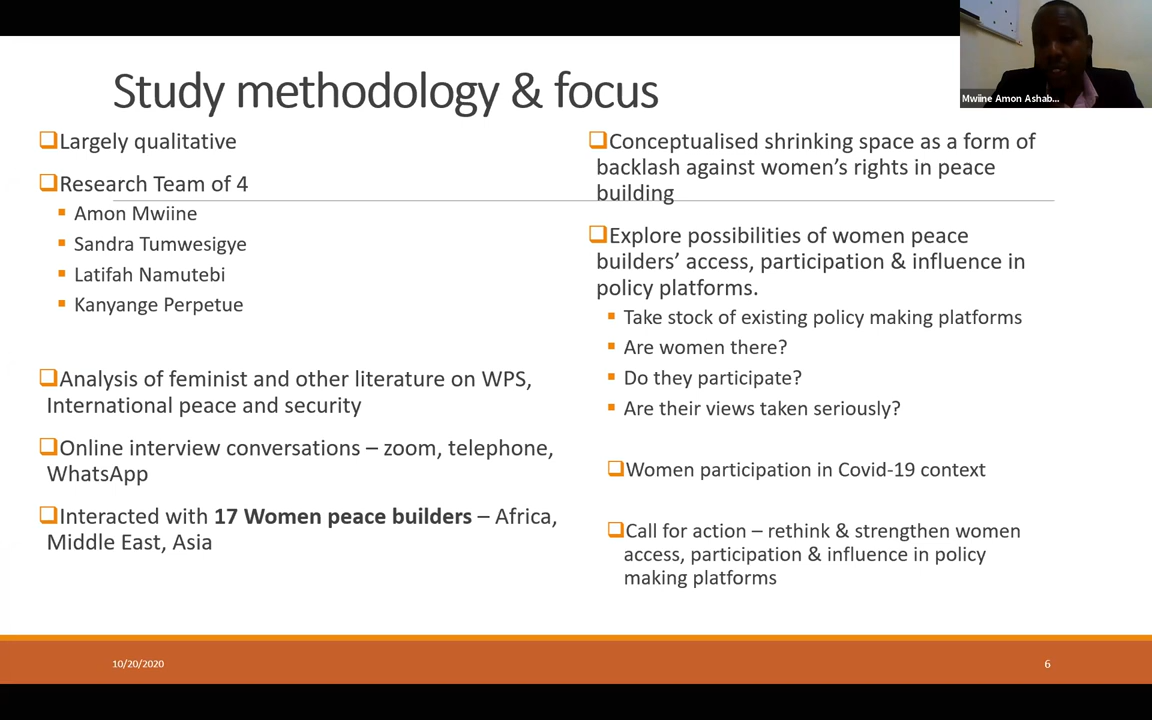 Study methodology & focus
❑Largely qualitative
❑Research Team of 4
▪ Amon Mwiine
▪ Sandra Tumwesigye
▪ Latifah Namutebi
▪ Kanyange Perpetue
❑Analysis of feminist and other literature on WPS,
International peace and security
❑Online interview conversations – zoom, telephone,
WhatsApp
❑Interacted with 17 Women peace builders – Africa,
Middle East, Asia
❑Conceptualised shrinking space as a form of
backlash against women’s rights in peace
building
❑Explore possibilities of women peace
builders’ access, participation & influence in
policy platforms.
▪ Take stock of existing policy making platforms
▪ Are women there?
▪ Do they participate?
▪ Are their views taken seriously?
❑Women participation in Covid-19 context
❑Call for action – rethink & strengthen women
access, participation & influence in policy
making platforms
Mwiine Amon Ashab...
10/20/2020
6